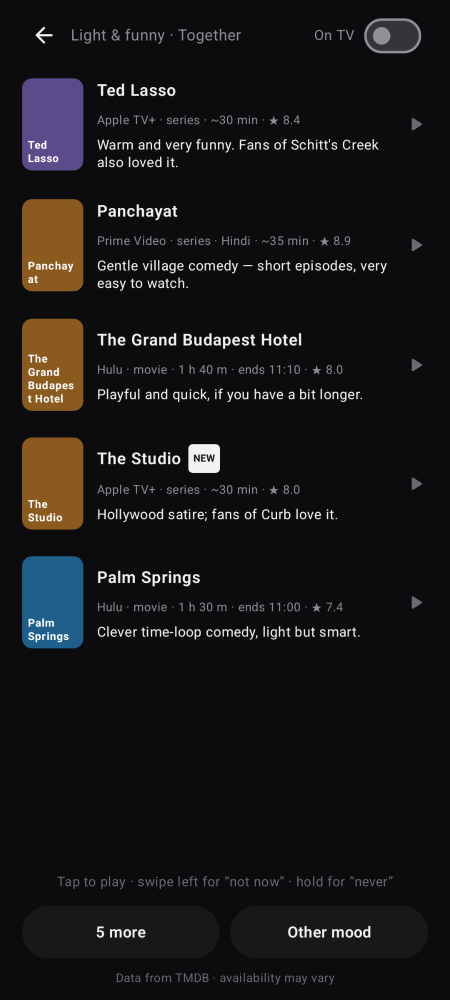 Light & funny · Together
On TV
Ted
Lasso
Ted Lasso
Apple TV+ · series · ~30 min · ★ 8.4
Warm and very funny. Fans of Schitt's Creek
also loved it.
Panchay
at
Panchayat
Prime Video · series · Hindi · ~35 min · ★ 8.9
Gentle village comedy — short episodes, very
easy to watch.
The
Grand
Budapes
t Hotel
The Grand Budapest Hotel
Hulu · movie · 1 h 40 m · ends 11:10 · ★ 8.0
Playful and quick, if you have a bit longer.
The
Studio
The Studio NEW
Apple TV+ · series · ~30 min · ★ 8.0
Hollywood satire; fans of Curb love it.
Palm
Springs
Palm Springs
Hulu · movie · 1 h 30 m · ends 11:00 · ★ 7.4
Clever time-loop comedy, light but smart.
Tap to play · swipe left for “not now” · hold for “never”
5 more
Other mood
Data from TMDB · availability may vary